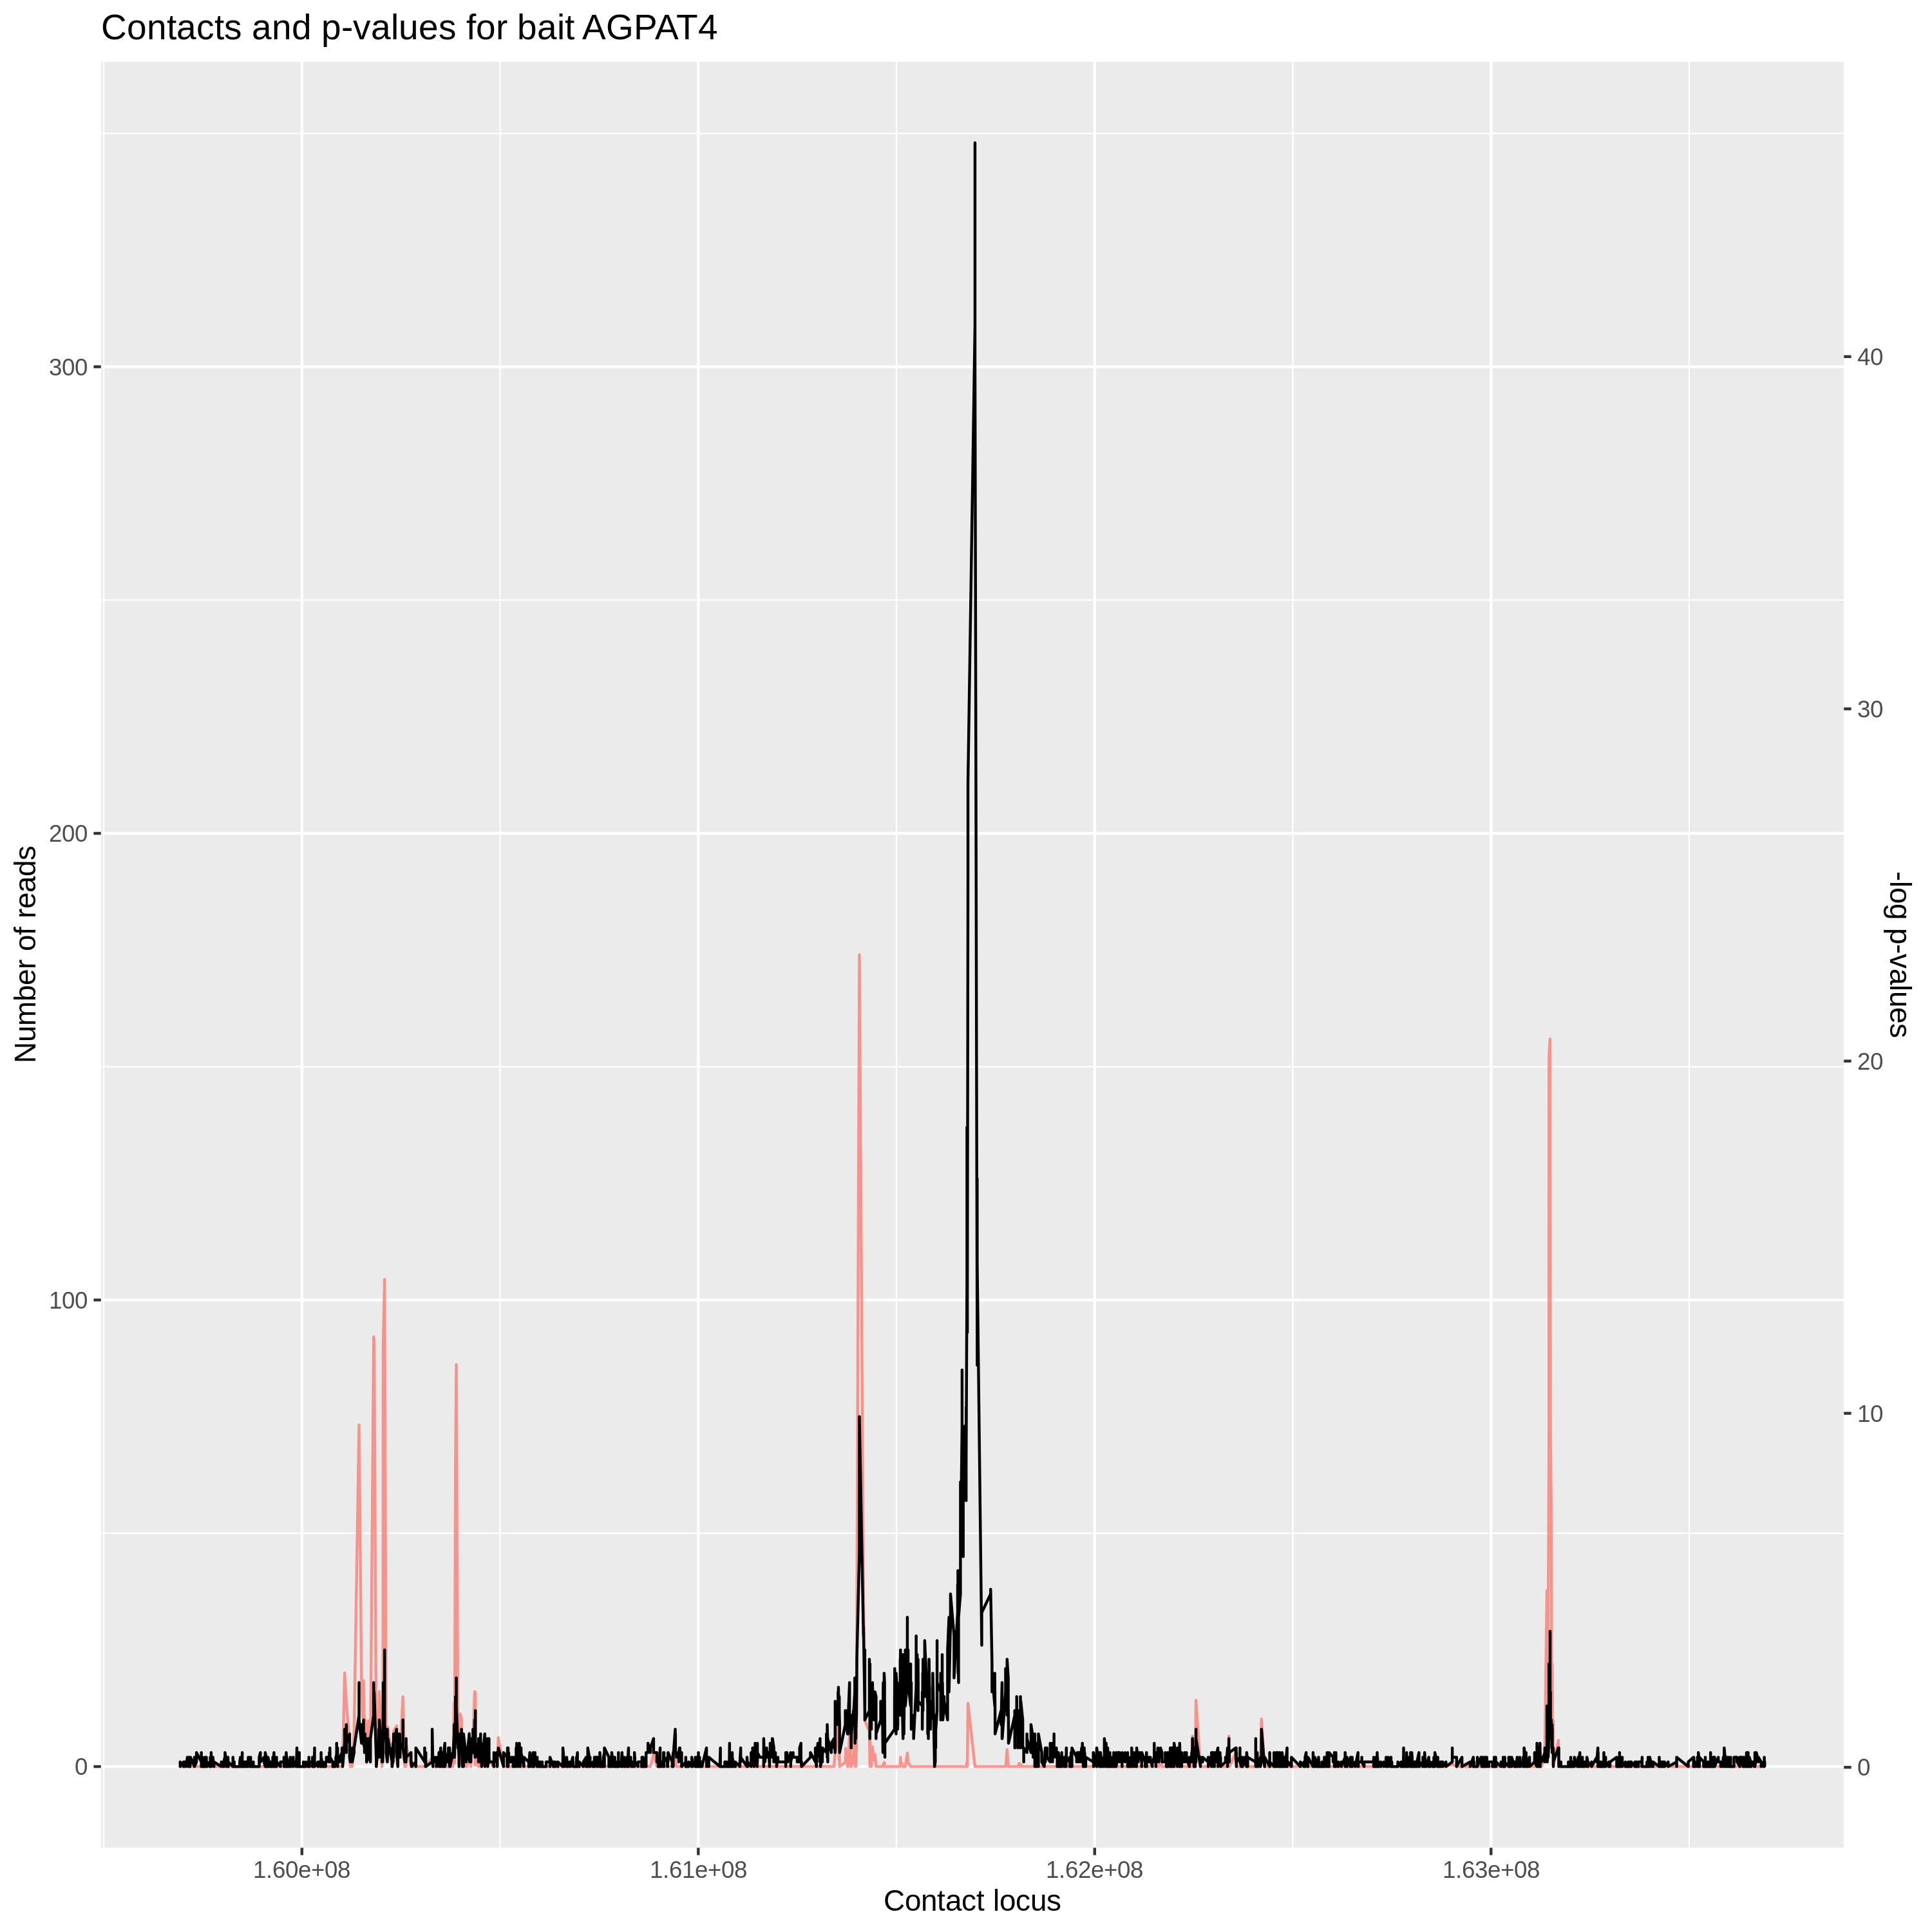 Contacts and p-values for bait AGPAT4
300
200
100
0
Number of reads
40
30
20
10
0
-log p-values
1.60e+08 1.61e+08 1.62e+08 1.63e+08
Contact locus